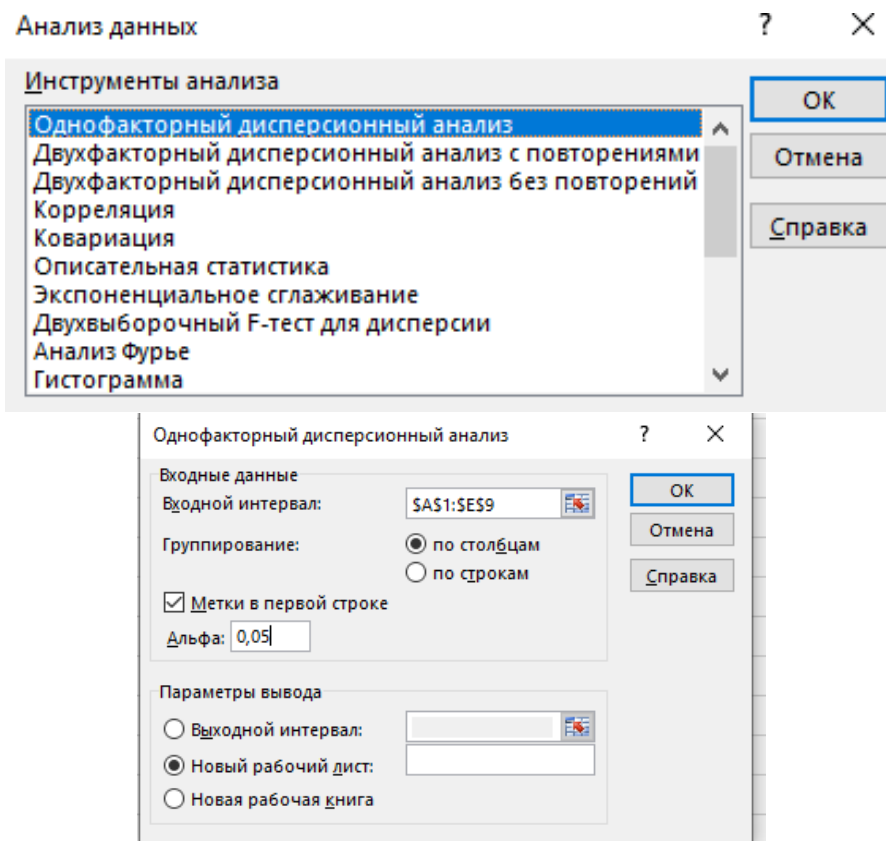 Анализ данных ?
Инструменты анализа
Однофакторный дисперсионный анализ
Двухфакторный дисперсионный анализ с повторениями
Двухфакторный дисперсионный анализ без повторений
Корреляция
Ковариация
Описательная статистика
Экспоненциальное сглаживание
Двухвыборочный F-тест для дисперсии
Анализ Фурье
Гистограмма
ОК
Отмена
Справка
Однофакторный дисперсионный анализ ?
Входные данные
Входной интервал: $A$1:$E$9
Группирование: по столбцам
по строкам
Метки в первой строке
Альфа: 0,05
ОК
Отмена
Справка
Параметры вывода
Выходной интервал:
Новый рабочий лист:
Новая рабочая книга